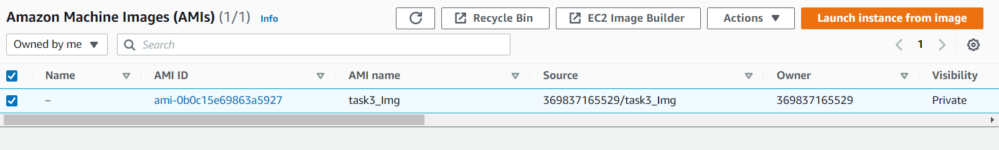 Amazon Machine Images (AMIs) (1/1) Info Recycle Bin EC2 Image Builder Actions Launch instance from image
Owned by me Search 1
Name AMI ID AMI name Source Owner Visibility
– ami-0b0c15e69863a5927 task3_Img 369837165529/task3_Img 369837165529 Private